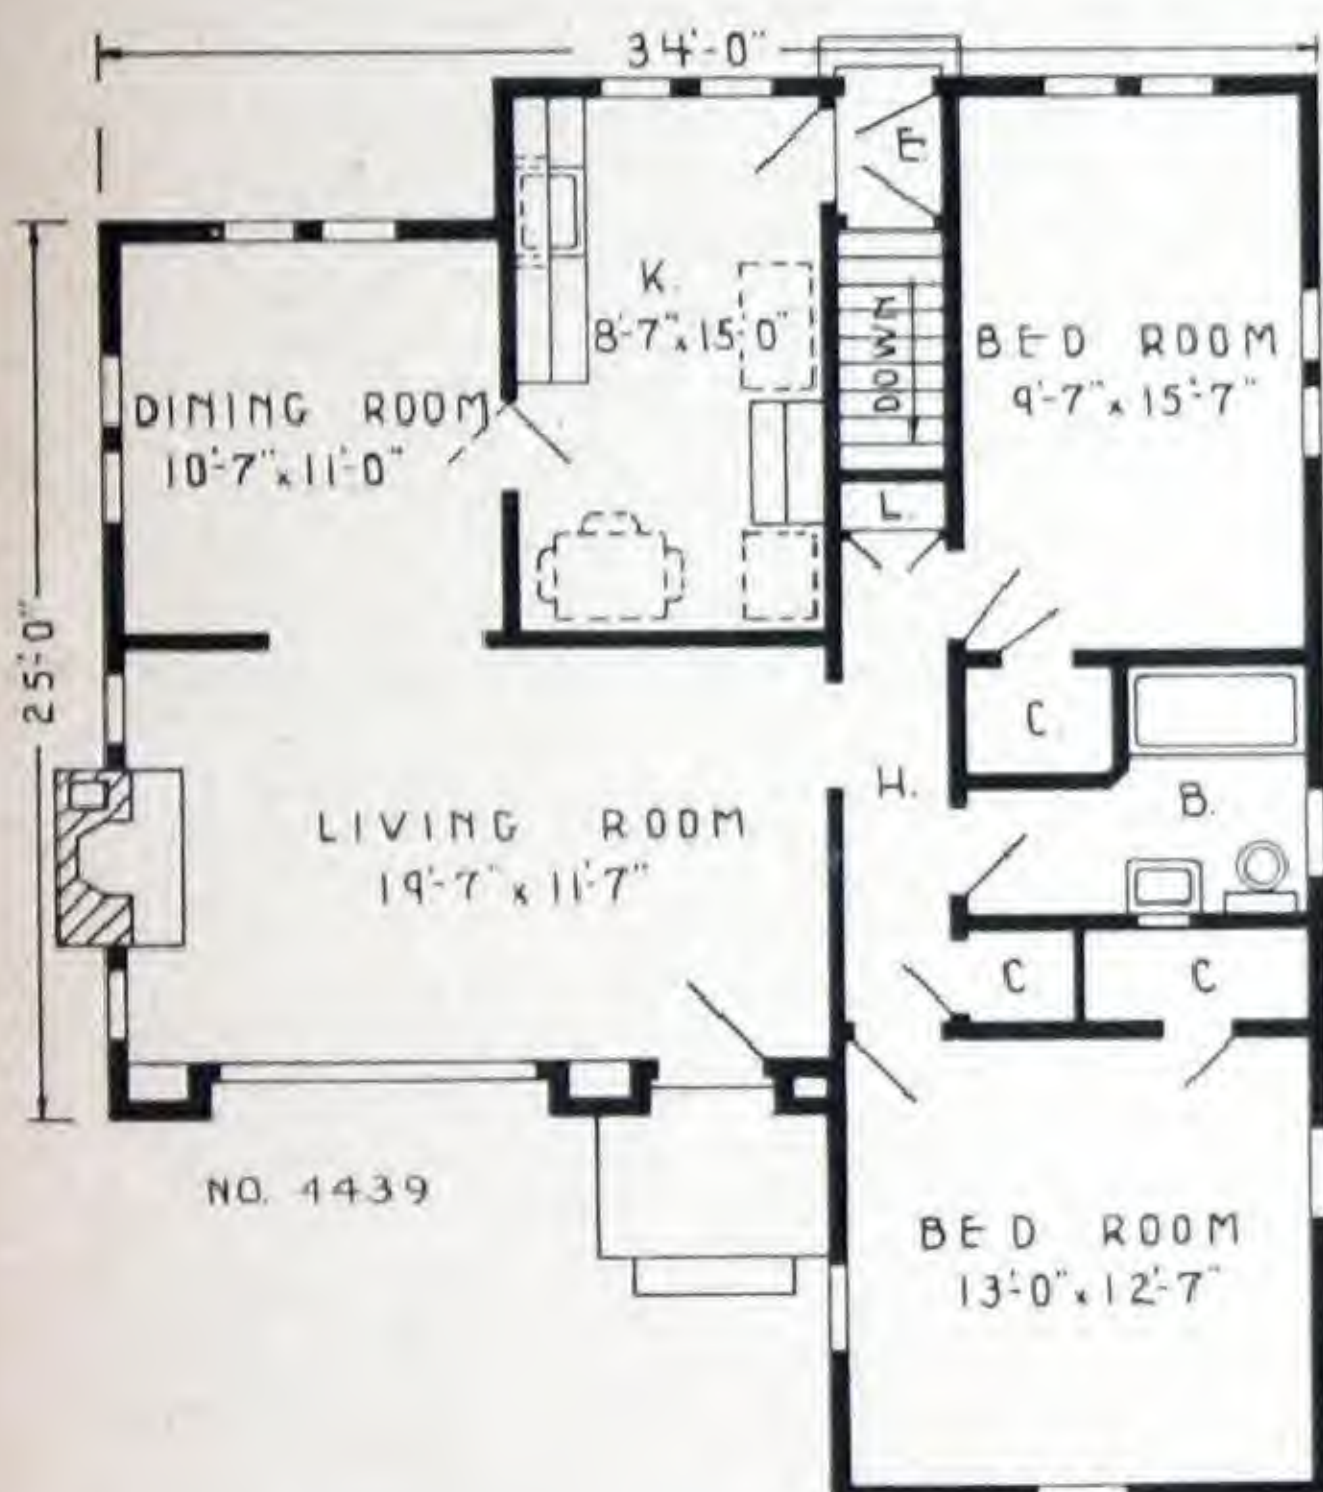 34'-0"
E.
K.
8'-7" x 15'-0"
DOWN
BED ROOM
9'-7" x 15'-7"
DINING ROOM
10'-7" x 11'-0"
L.
25'-0"
C.
H.
B.
LIVING ROOM
19'-7" x 11'-7"
C
C
NO. 4439
BED ROOM
13'-0" x 12'-7"